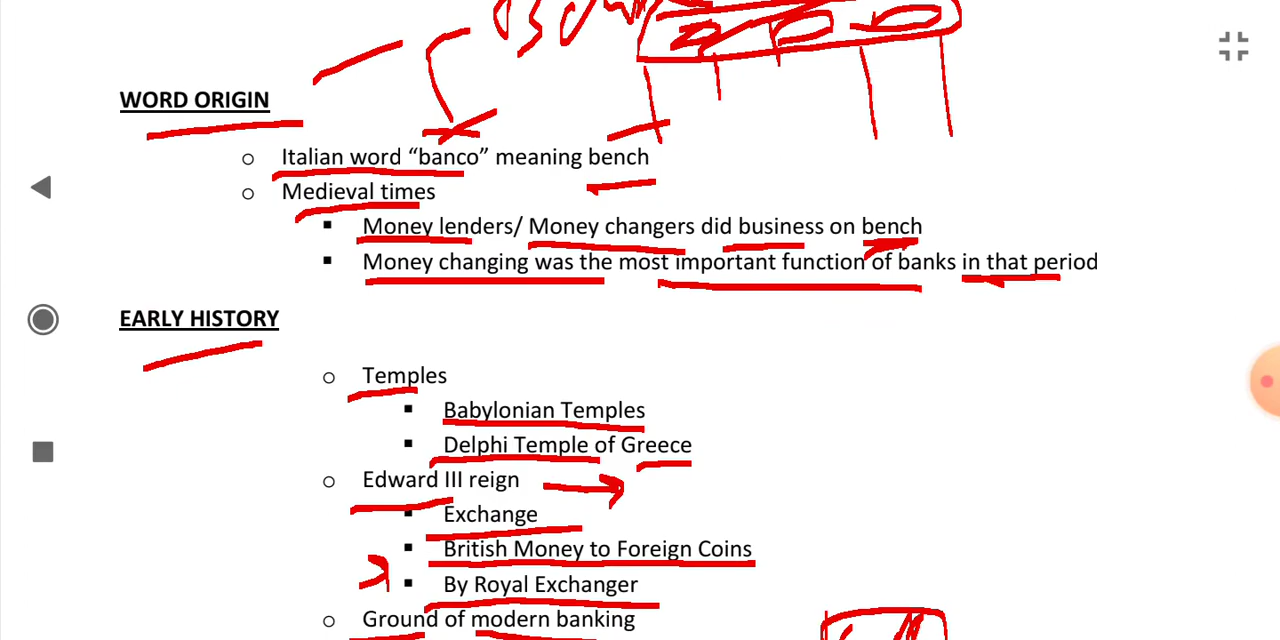 WORD ORIGIN
Italian word “banco” meaning bench
Medieval times
Money lenders/ Money changers did business on bench
Money changing was the most important function of banks in that period
EARLY HISTORY
Temples
Babylonian Temples
Delphi Temple of Greece
Edward III reign
Exchange
British Money to Foreign Coins
By Royal Exchanger
Ground of modern banking